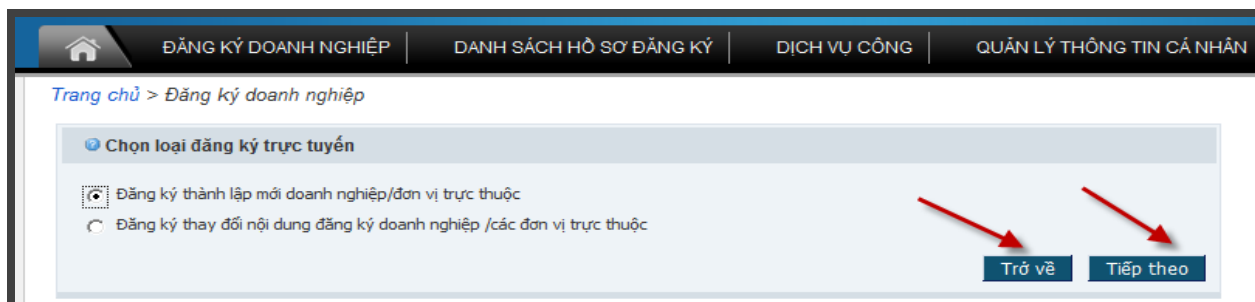 ĐĂNG KÝ DOANH NGHIỆP DANH SÁCH HỒ SƠ ĐĂNG KÝ DỊCH VỤ CÔNG QUẢN LÝ THÔNG TIN CÁ NHÂN
Trang chủ > Đăng ký doanh nghiệp
Chọn loại đăng ký trực tuyến
Đăng ký thành lập mới doanh nghiệp/đơn vị trực thuộc
Đăng ký thay đổi nội dung đăng ký doanh nghiệp /các đơn vị trực thuộc
Trở về Tiếp theo